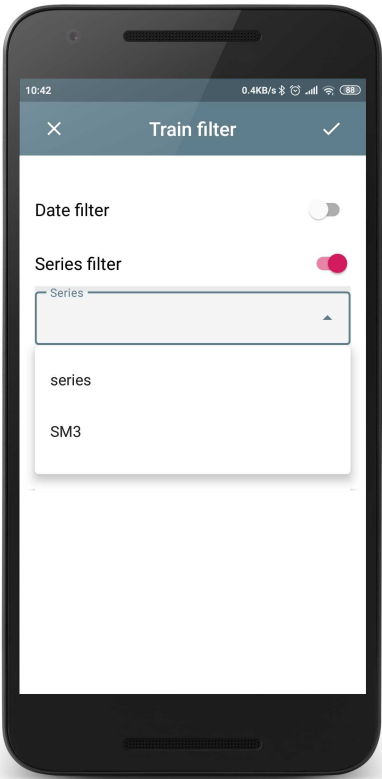 10:42 0.4KB/s 88
Train filter
Date filter
Series filter
Series
series
SM3